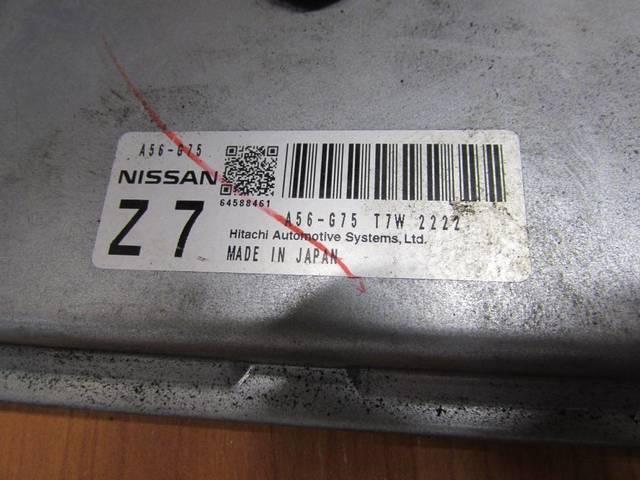 A56-G75
NISSAN
Z7
64588461
A56-G75 T7W 2222
Hitachi Automotive Systems, Ltd.
MADE IN JAPAN